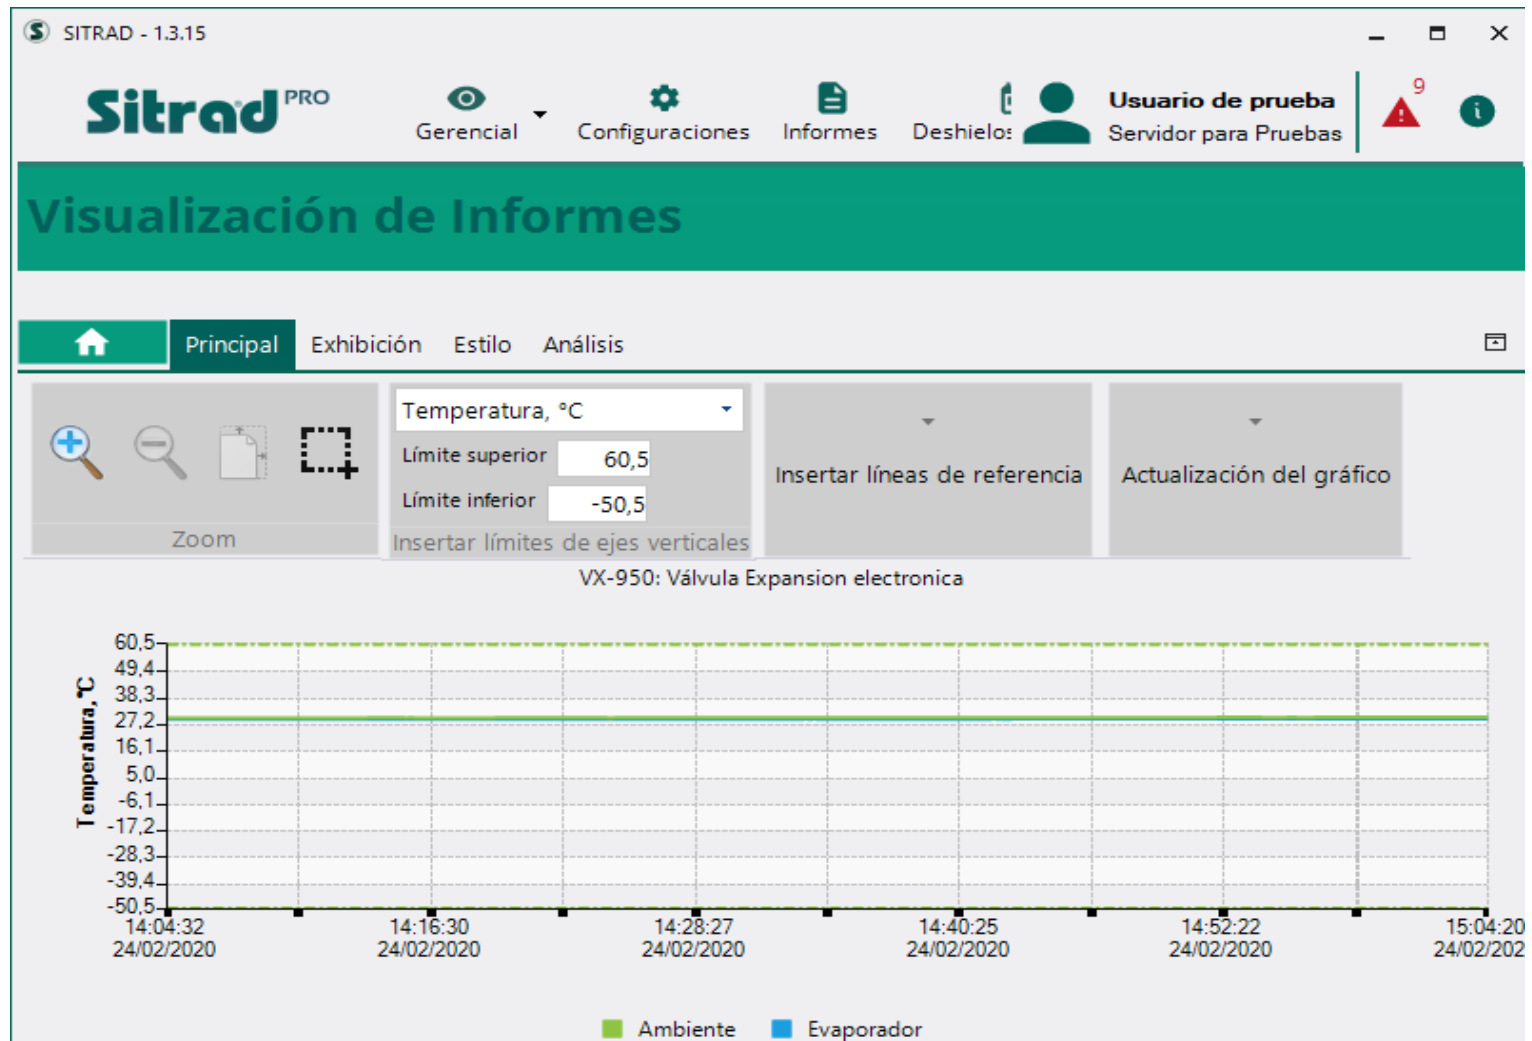 SITRAD - 1.3.15
Sitrad PRO
Gerencial
Configuraciones
Informes
Deshielos
Usuario de prueba
Servidor para Pruebas
9
Visualización de Informes
Principal
Exhibición
Estilo
Análisis
Temperatura, °C
Límite superior 60,5
Límite inferior -50,5
Zoom
Insertar límites de ejes verticales
Insertar líneas de referencia
Actualización del gráfico
VX-950: Válvula Expansion electronica
Temperatura, °C
60,5
49,4
38,3
27,2
16,1
5,0
-6,1
-17,2
-28,3
-39,4
-50,5
14:04:32 14:16:30 14:28:27 14:40:25 14:52:22 15:04:20
24/02/2020 24/02/2020 24/02/2020 24/02/2020 24/02/2020 24/02/202
Ambiente
Evaporador